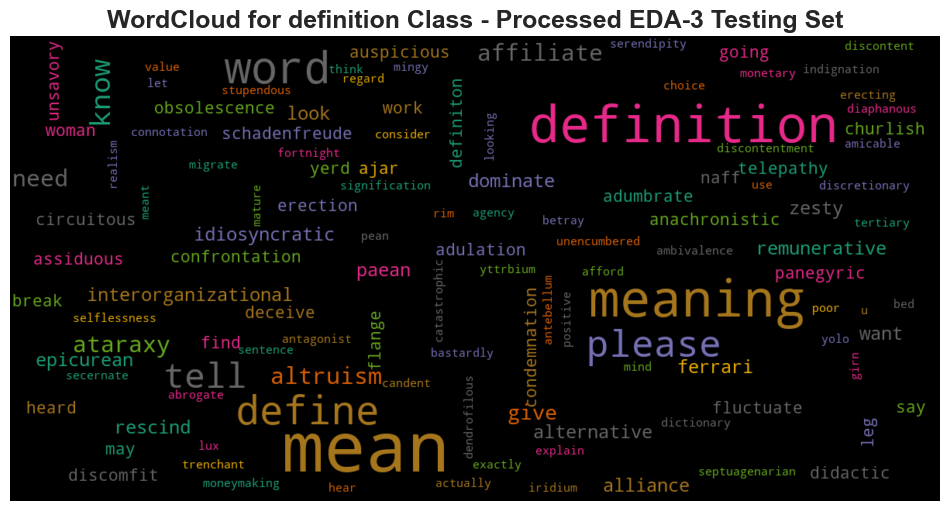 WordCloud for definition Class - Processed EDA-3 Testing Set
unsavory
value
let
know
stupendous
word
think
regard
mingy
auspicious
affiliate
serendipity
going
discontent
monetary
indignation
choice
erecting
diaphanous
churlish
amicable
obsolescence
look
work
woman
connotation
schadenfreude
consider
definiton
looking
definition
discontentment
telepathy
realism
migrate
fortnight
yerd
ajar
signification
dominate
naff
use
discretionary
need
meant
mature
erection
rim
agency
adumbrate
zesty
circuitous
betray
anachronistic
tertiary
idiosyncratic
pean
adulation
unencumbered
ambivalence
remunerative
assiduous
confrontation
paean
catastrophic
yttrbium
afford
panegyric
break
interorganizational
selflessness
deceive
flange
condemnation
antebellum
positive
meaning
poor
u
bed
ataraxy
find
sentence
antagonist
bastardly
please
yolo
want
epicurean
secernate
tell
altruism
candent
mind
ferrari
girn
abrogate
heard
define
dendrofilous
give
fluctuate
say
rescind
alternative
dictionary
leg
may
lux
mean
explain
discomfit
trenchant
exactly
septuagenarian
didactic
moneymaking
hear
actually
iridium
alliance